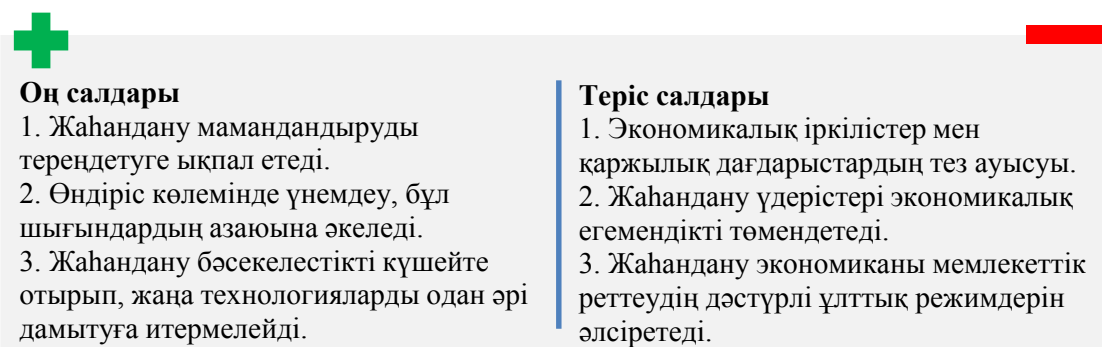 Оң салдары
1. Жаһандану мамандандыруды
тереңдетуге ықпал етеді.
2. Өндіріс көлемінде үнемдеу, бұл
шығындардың азаюына әкеледі.
3. Жаһандану бәсекелестікті күшейте
отырып, жаңа технологияларды одан әрі
дамытуға итермелейді.
Теріс салдары
1. Экономикалық іркілістер мен
қаржылық дағдарыстардың тез ауысуы.
2. Жаһандану үдерістері экономикалық
егемендікті төмендетеді.
3. Жаһандану экономиканы мемлекеттік
реттеудің дәстүрлі ұлттық режимдерін
әлсіретеді.